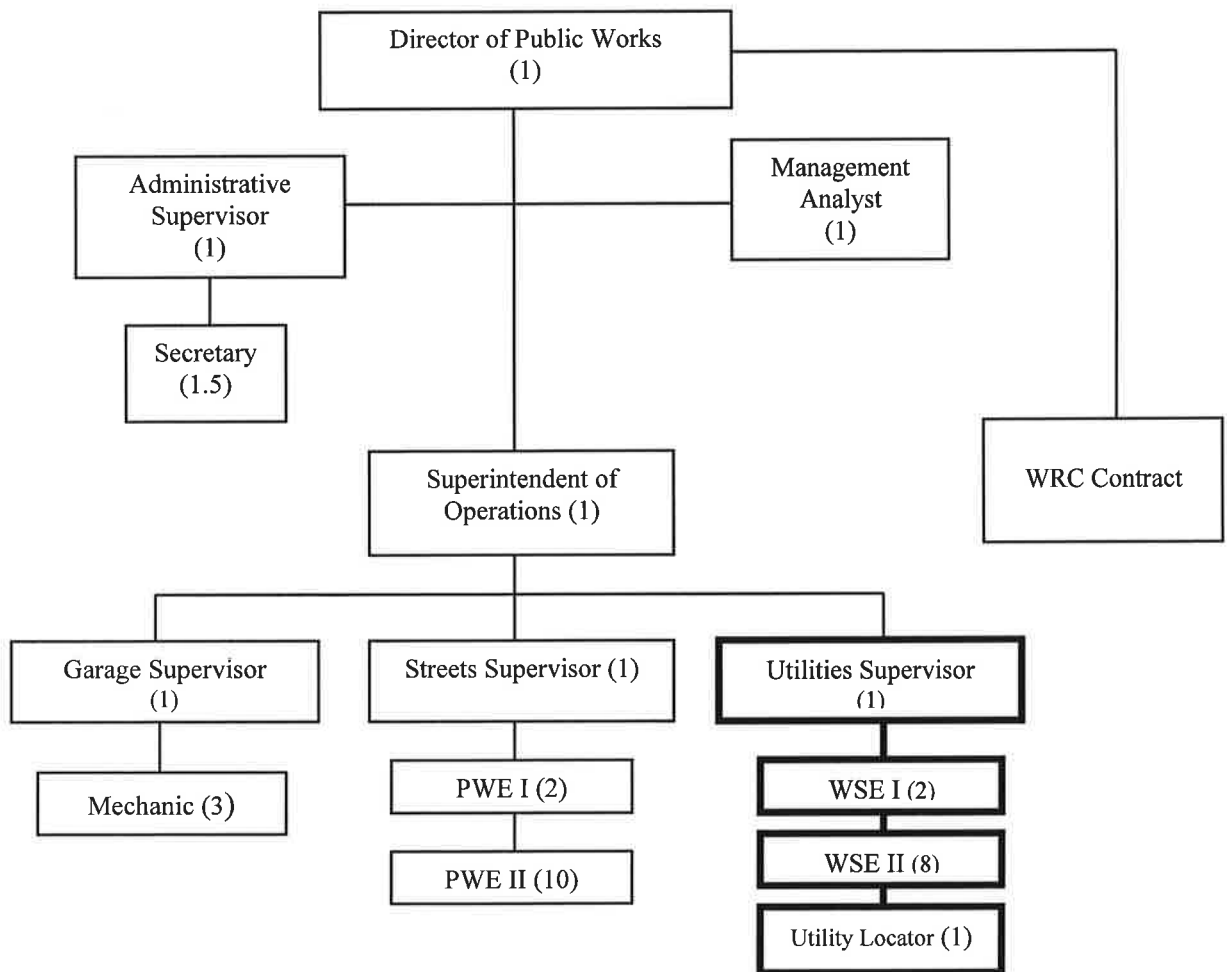 Director of Public Works
(1)
Administrative
Supervisor
(1)
Management
Analyst
(1)
Secretary
(1.5)
Superintendent of
Operations (1)
WRC Contract
Garage Supervisor
(1)
Streets Supervisor (1)
Utilities Supervisor
(1)
Mechanic (3)
PWE I (2)
WSE I (2)
PWE II (10)
WSE II (8)
Utility Locator (1)